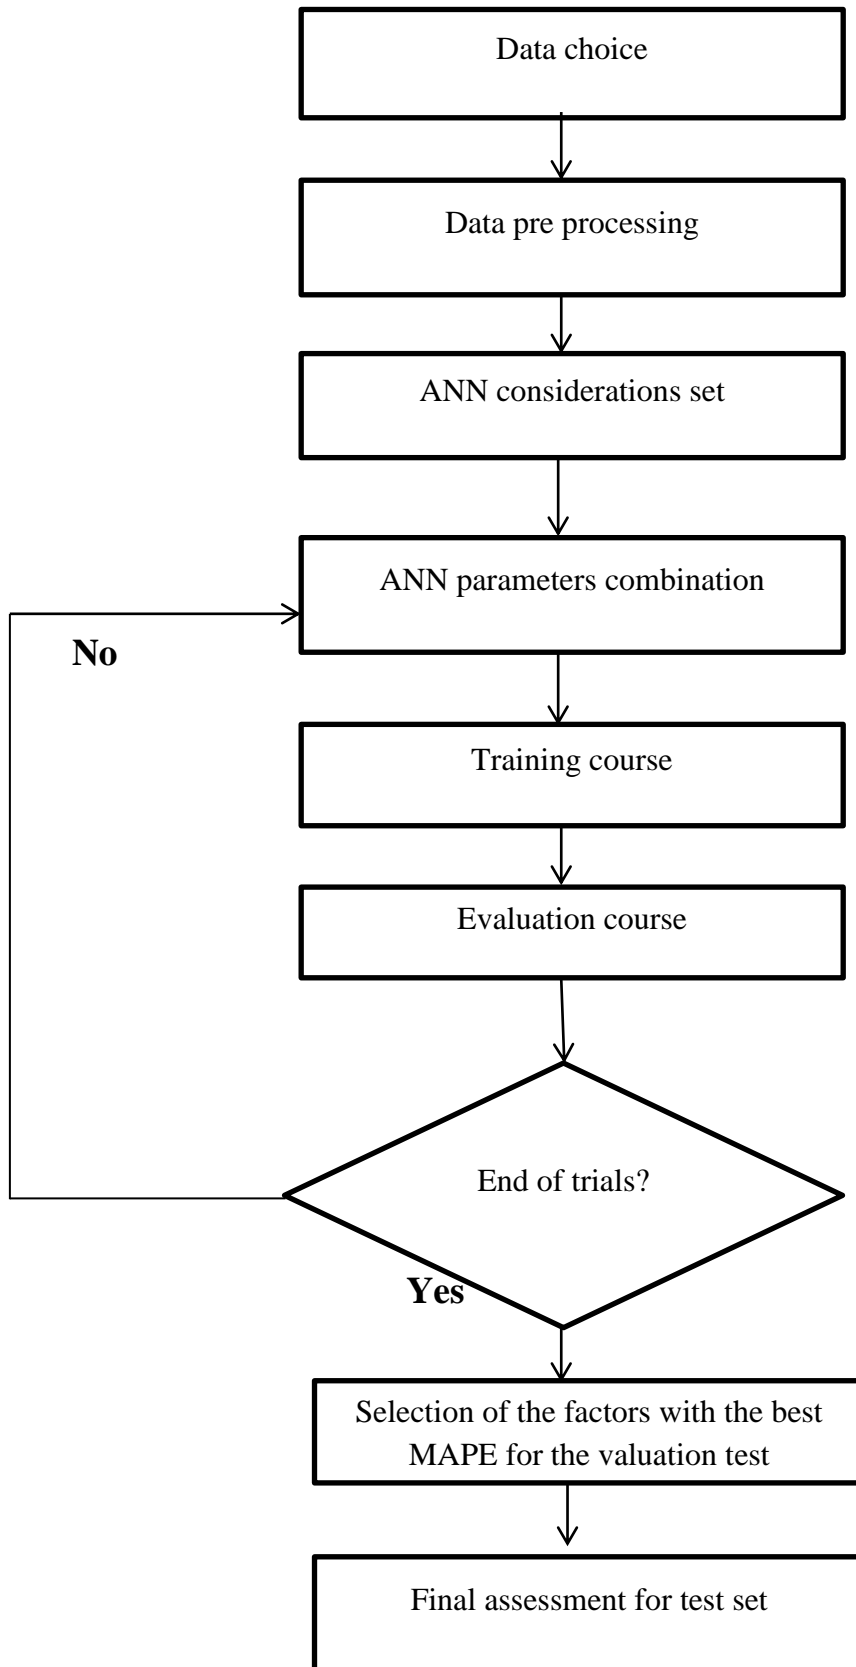 Data choice
Data pre processing
ANN considerations set
ANN parameters combination
No
Training course
Evaluation course
End of trials?
Yes
Selection of the factors with the best
MAPE for the valuation test
Final assessment for test set